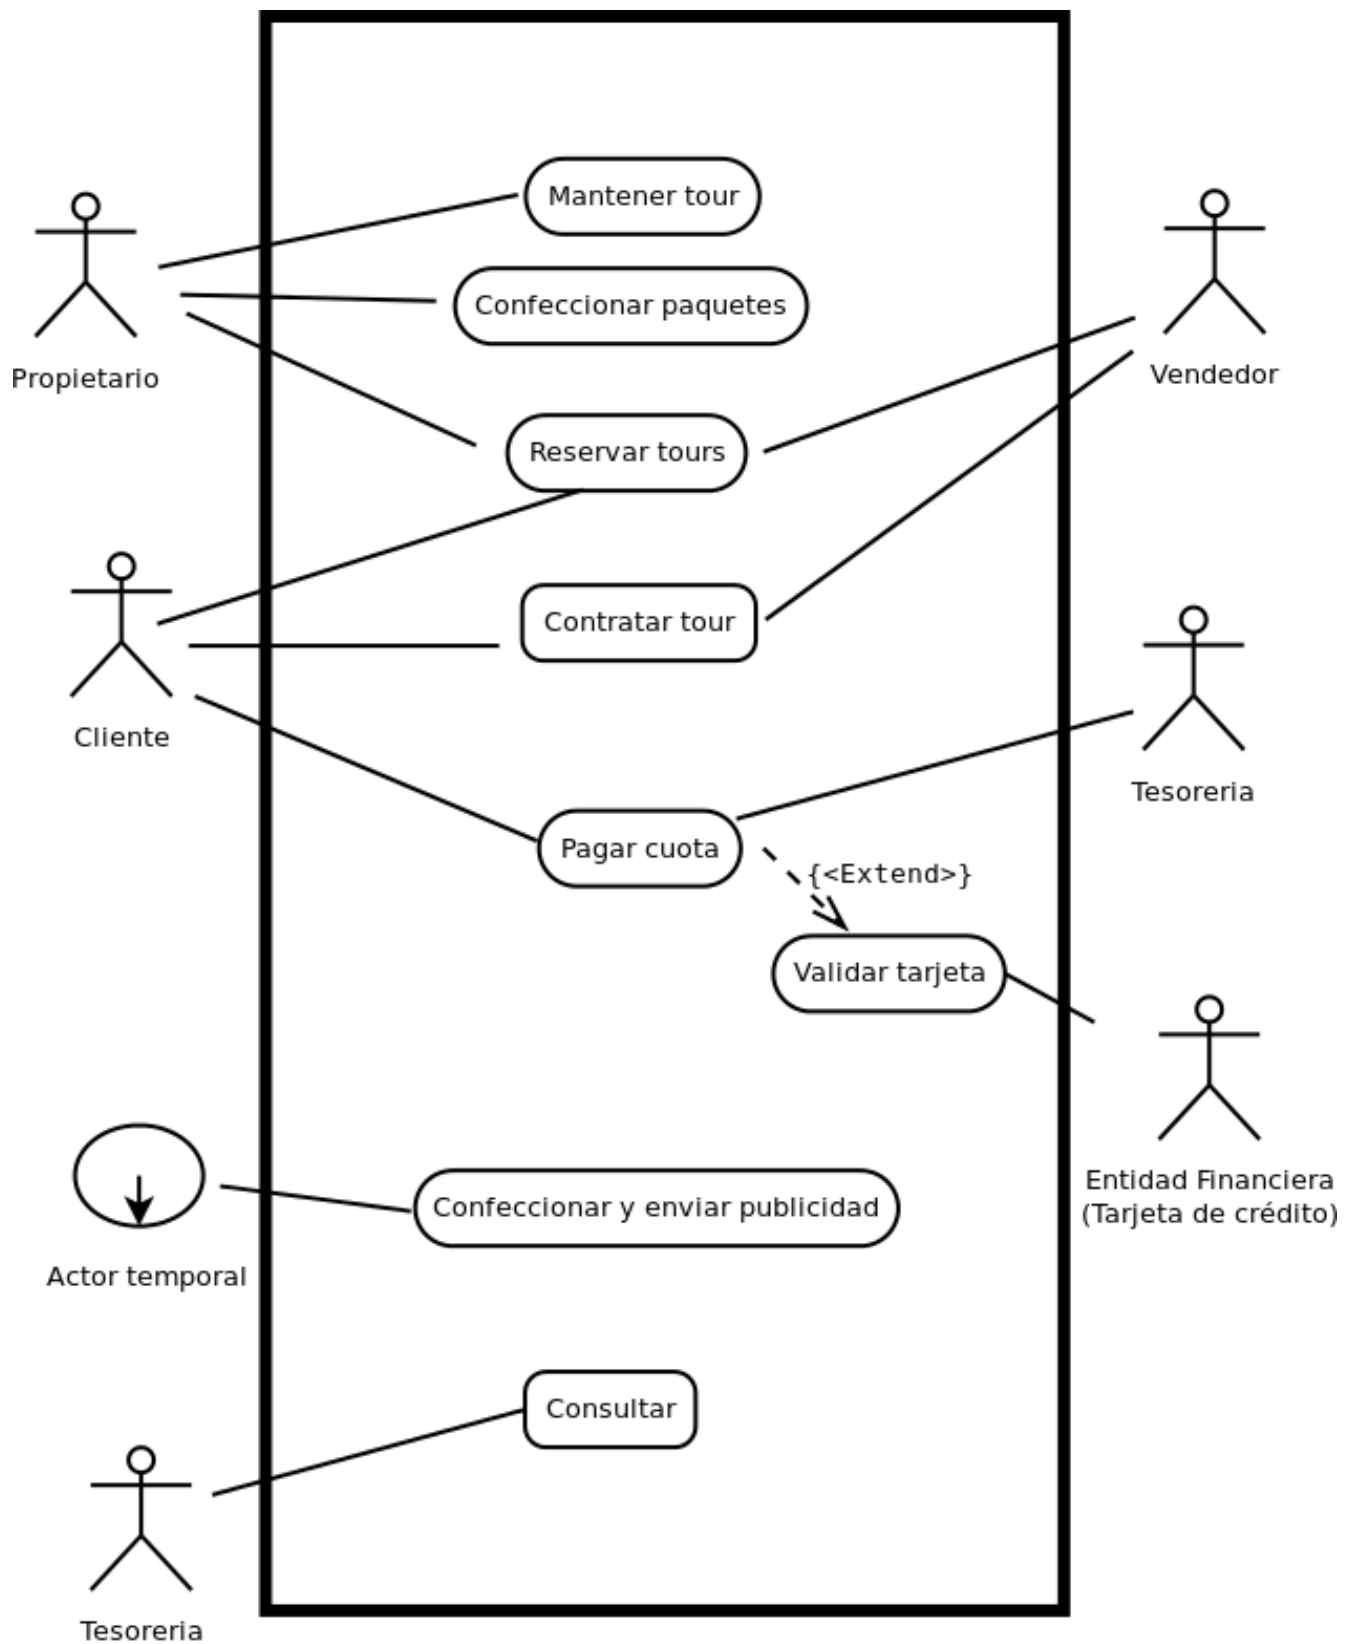 Mantener tour
Confeccionar paquetes
Propietario
Vendedor
Reservar tours
Contratar tour
Cliente
Tesoreria
Pagar cuota
{<Extend>}
Validar tarjeta
Entidad Financiera
(Tarjeta de crédito)
Confeccionar y enviar publicidad
Actor temporal
Consultar
Tesoreria